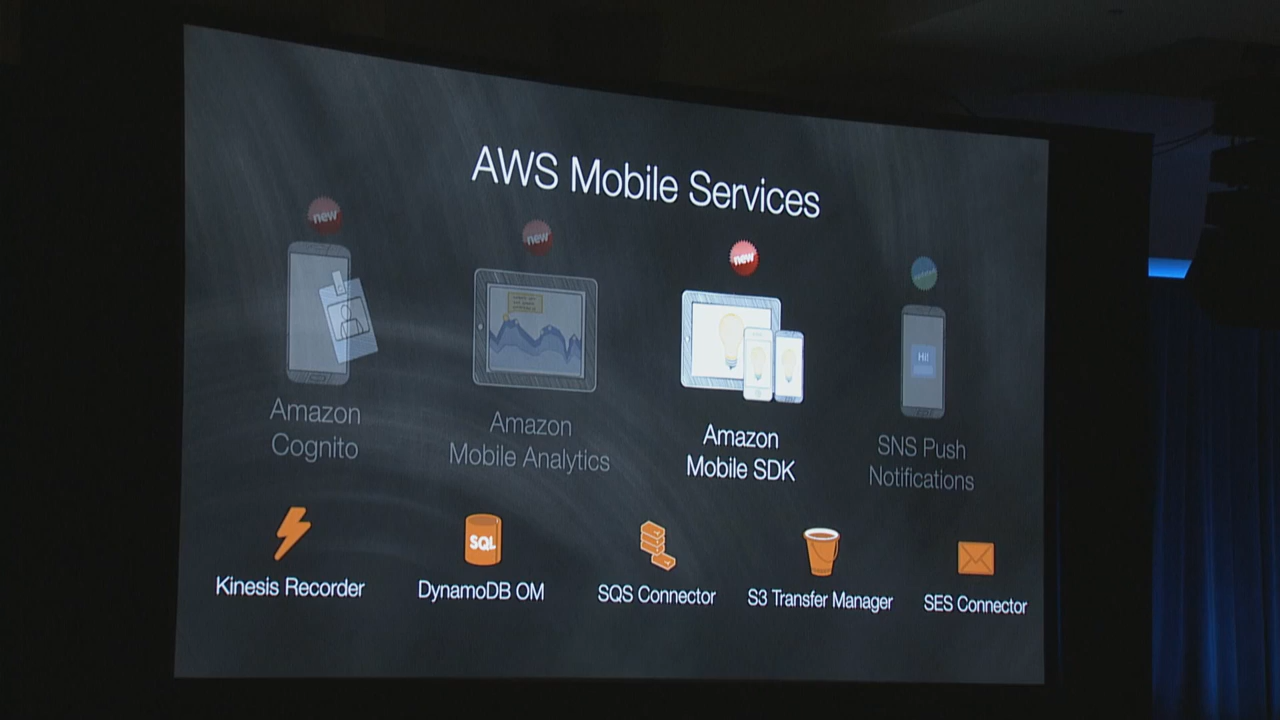 AWS Mobile Services
new
new
new
Hi!
Amazon
Cognito
Amazon
Mobile Analytics
Amazon
Mobile SDK
SNS Push
Notifications
SQL
Kinesis Recorder
DynamoDB OM
SQS Connector
S3 Transfer Manager
SES Connector